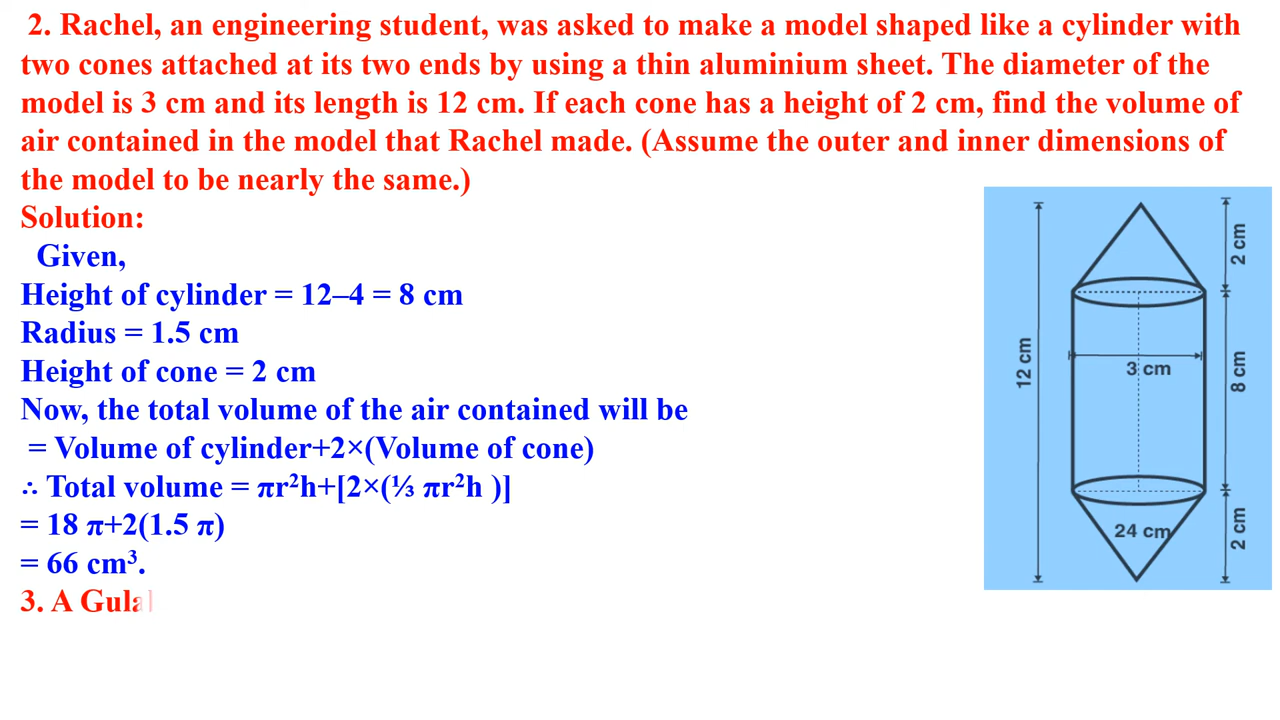 2. Rachel, an engineering student, was asked to make a model shaped like a cylinder with
two cones attached at its two ends by using a thin aluminium sheet. The diameter of the
model is 3 cm and its length is 12 cm. If each cone has a height of 2 cm, find the volume of
air contained in the model that Rachel made. (Assume the outer and inner dimensions of
the model to be nearly the same.)
Solution:
Given,
Height of cylinder = 12–4 = 8 cm
Radius = 1.5 cm
Height of cone = 2 cm
Now, the total volume of the air contained will be
= Volume of cylinder+2×(Volume of cone)
∴ Total volume = πr²h+[2×(⅓ πr²h )]
= 18 π+2(1.5 π)
= 66 cm³.
3. A Gula
12 cm
2 cm
3 cm
8 cm
24 cm
2 cm